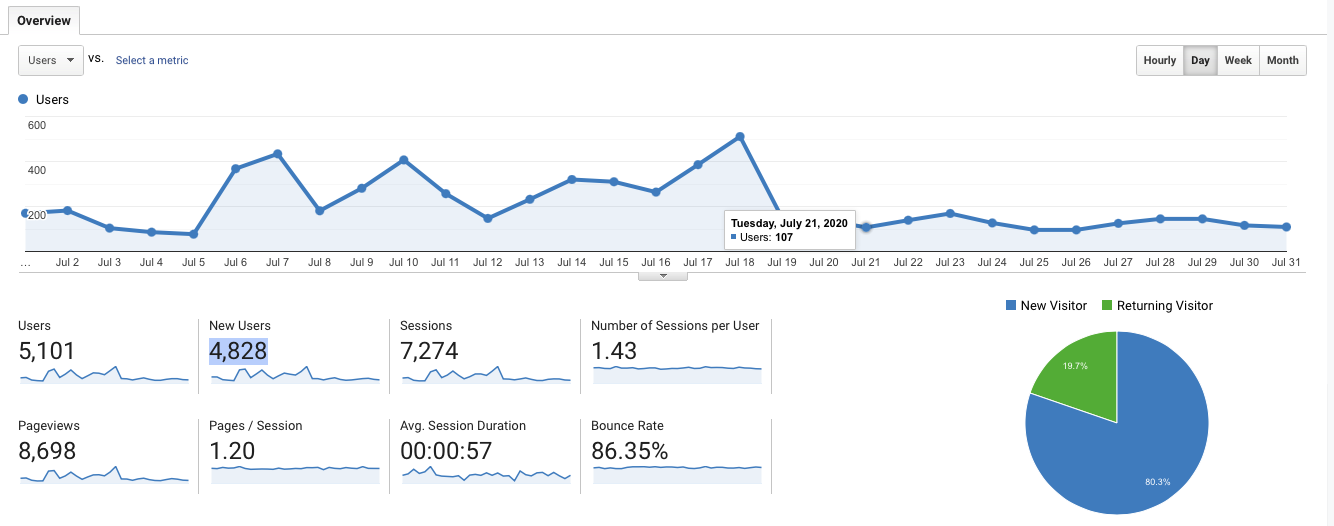 Overview
Users vs. Select a metric
Hourly Day Week Month
Users
600
400
200
Tuesday, July 21, 2020
Users: 107
... Jul 2 Jul 3 Jul 4 Jul 5 Jul 6 Jul 7 Jul 8 Jul 9 Jul 10 Jul 11 Jul 12 Jul 13 Jul 14 Jul 15 Jul 16 Jul 17 Jul 18 Jul 19 Jul 20 Jul 21 Jul 22 Jul 23 Jul 24 Jul 25 Jul 26 Jul 27 Jul 28 Jul 29 Jul 30 Jul 31
New Visitor Returning Visitor
Users New Users Sessions Number of Sessions per User
5,101 4,828 7,274 1.43
19.7%
Pageviews Pages / Session Avg. Session Duration Bounce Rate
8,698 1.20 00:00:57 86.35%
80.3%